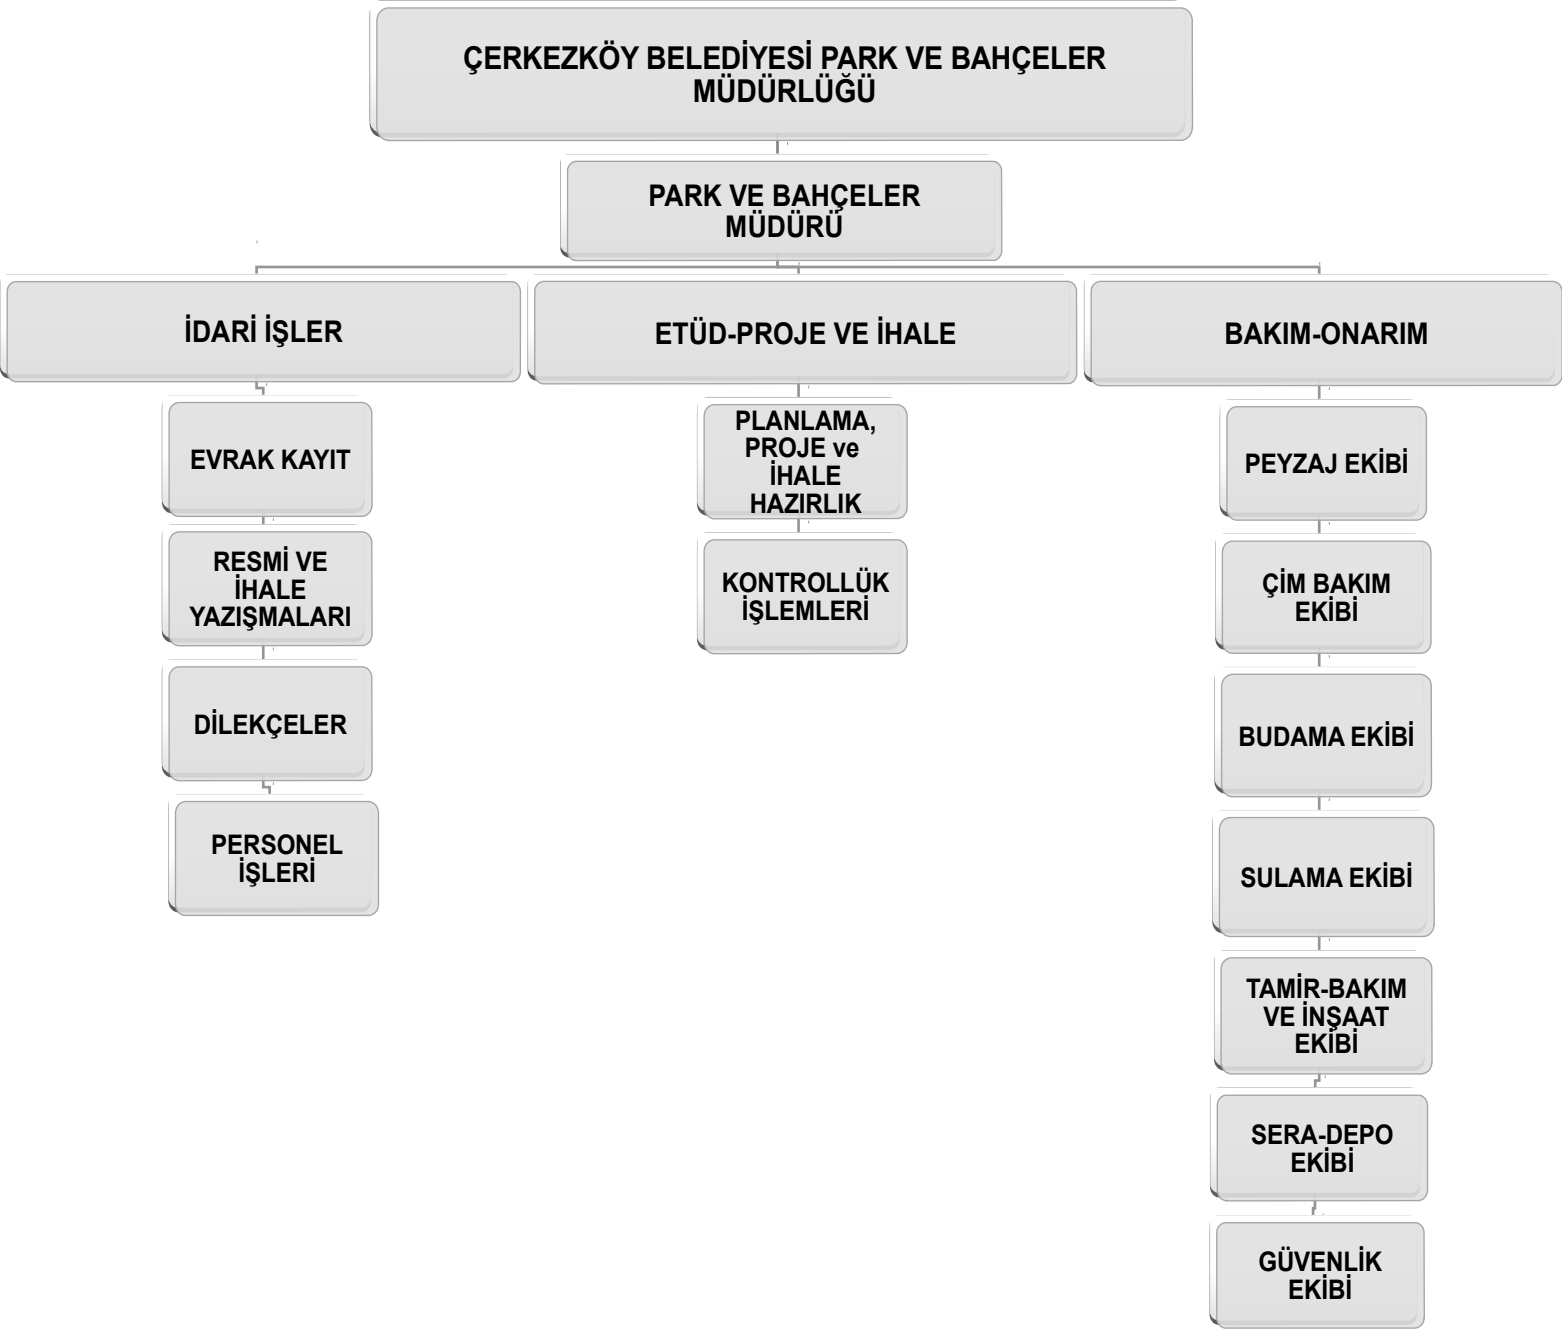 ÇERKEZKÖY BELEDİYESİ PARK VE BAHÇELER
MÜDÜRLÜĞÜ
PARK VE BAHÇELER
MÜDÜRÜ
İDARİ İŞLER
EVRAK KAYIT
RESMİ VE
İHALE
YAZIŞMALARI
DİLEKÇELER
PERSONEL
İŞLERİ
ETÜD-PROJE VE İHALE
PLANLAMA,
PROJE ve
İHALE
HAZIRLIK
KONTROLLÜK
İŞLEMLERİ
BAKIM-ONARIM
PEYZAJ EKİBİ
ÇİM BAKIM
EKİBİ
BUDAMA EKİBİ
SULAMA EKİBİ
TAMİR-BAKIM
VE İNŞAAT
EKİBİ
SERA-DEPO
EKİBİ
GÜVENLİK
EKİBİ